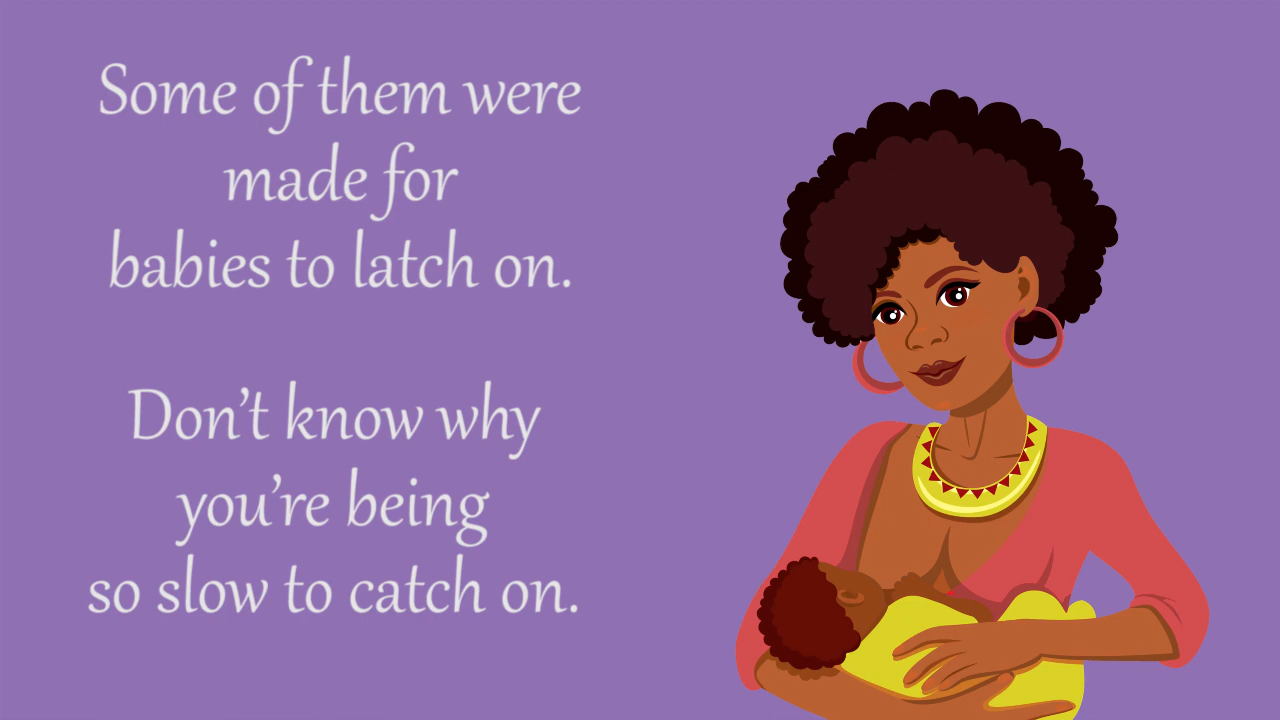 Some of them were
made for
babies to latch on.
Don’t know why
you’re being
so slow to catch on.